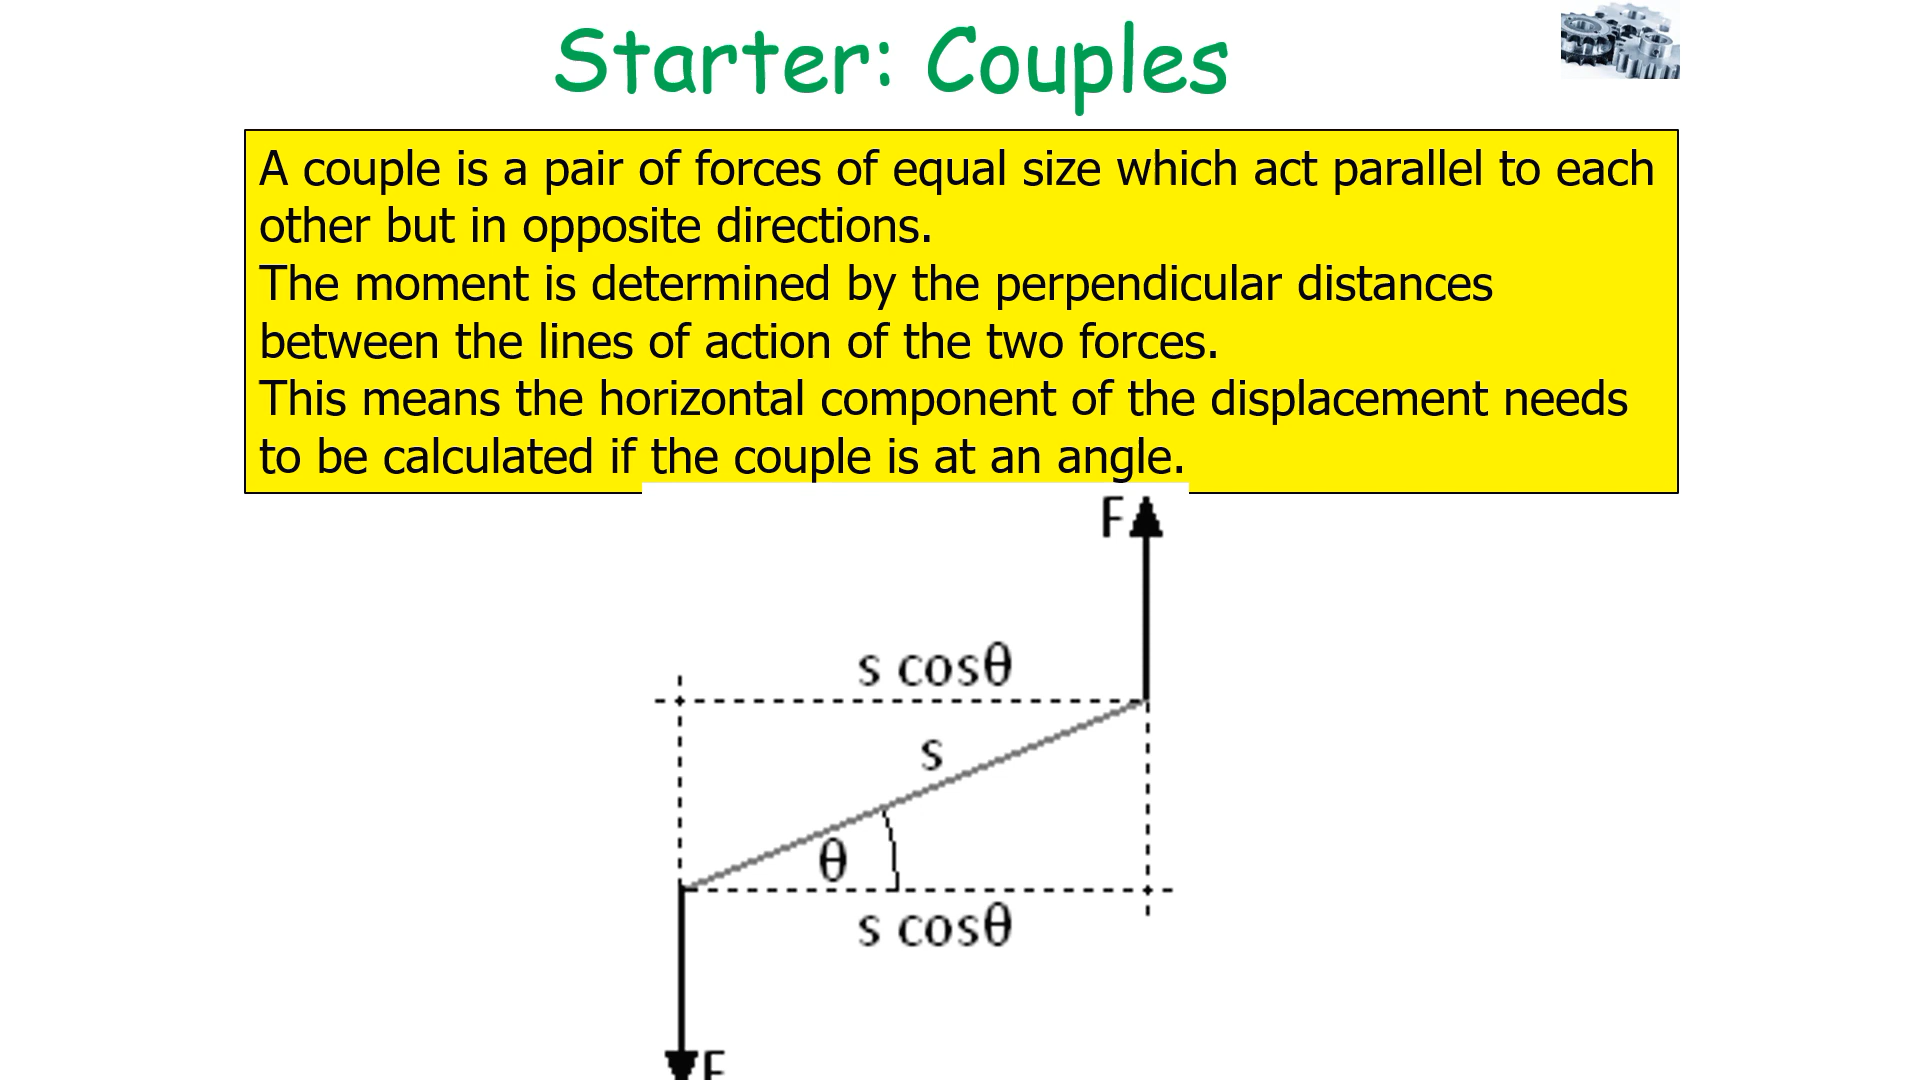 Starter: Couples
A couple is a pair of forces of equal size which act parallel to each
other but in opposite directions.
The moment is determined by the perpendicular distances
between the lines of action of the two forces.
This means the horizontal component of the displacement needs
to be calculated if the couple is at an angle.
F
s cosθ
s
θ
s cosθ
F